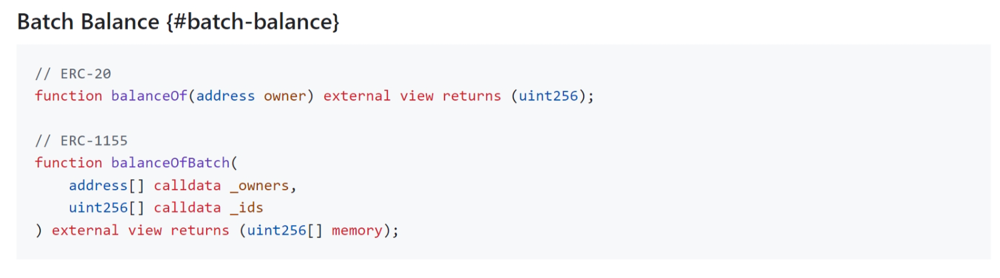 Batch Balance {#batch-balance}
// ERC-20
function balanceOf(address owner) external view returns (uint256);
// ERC-1155
function balanceOfBatch(
    address[] calldata _owners,
    uint256[] calldata _ids
) external view returns (uint256[] memory);